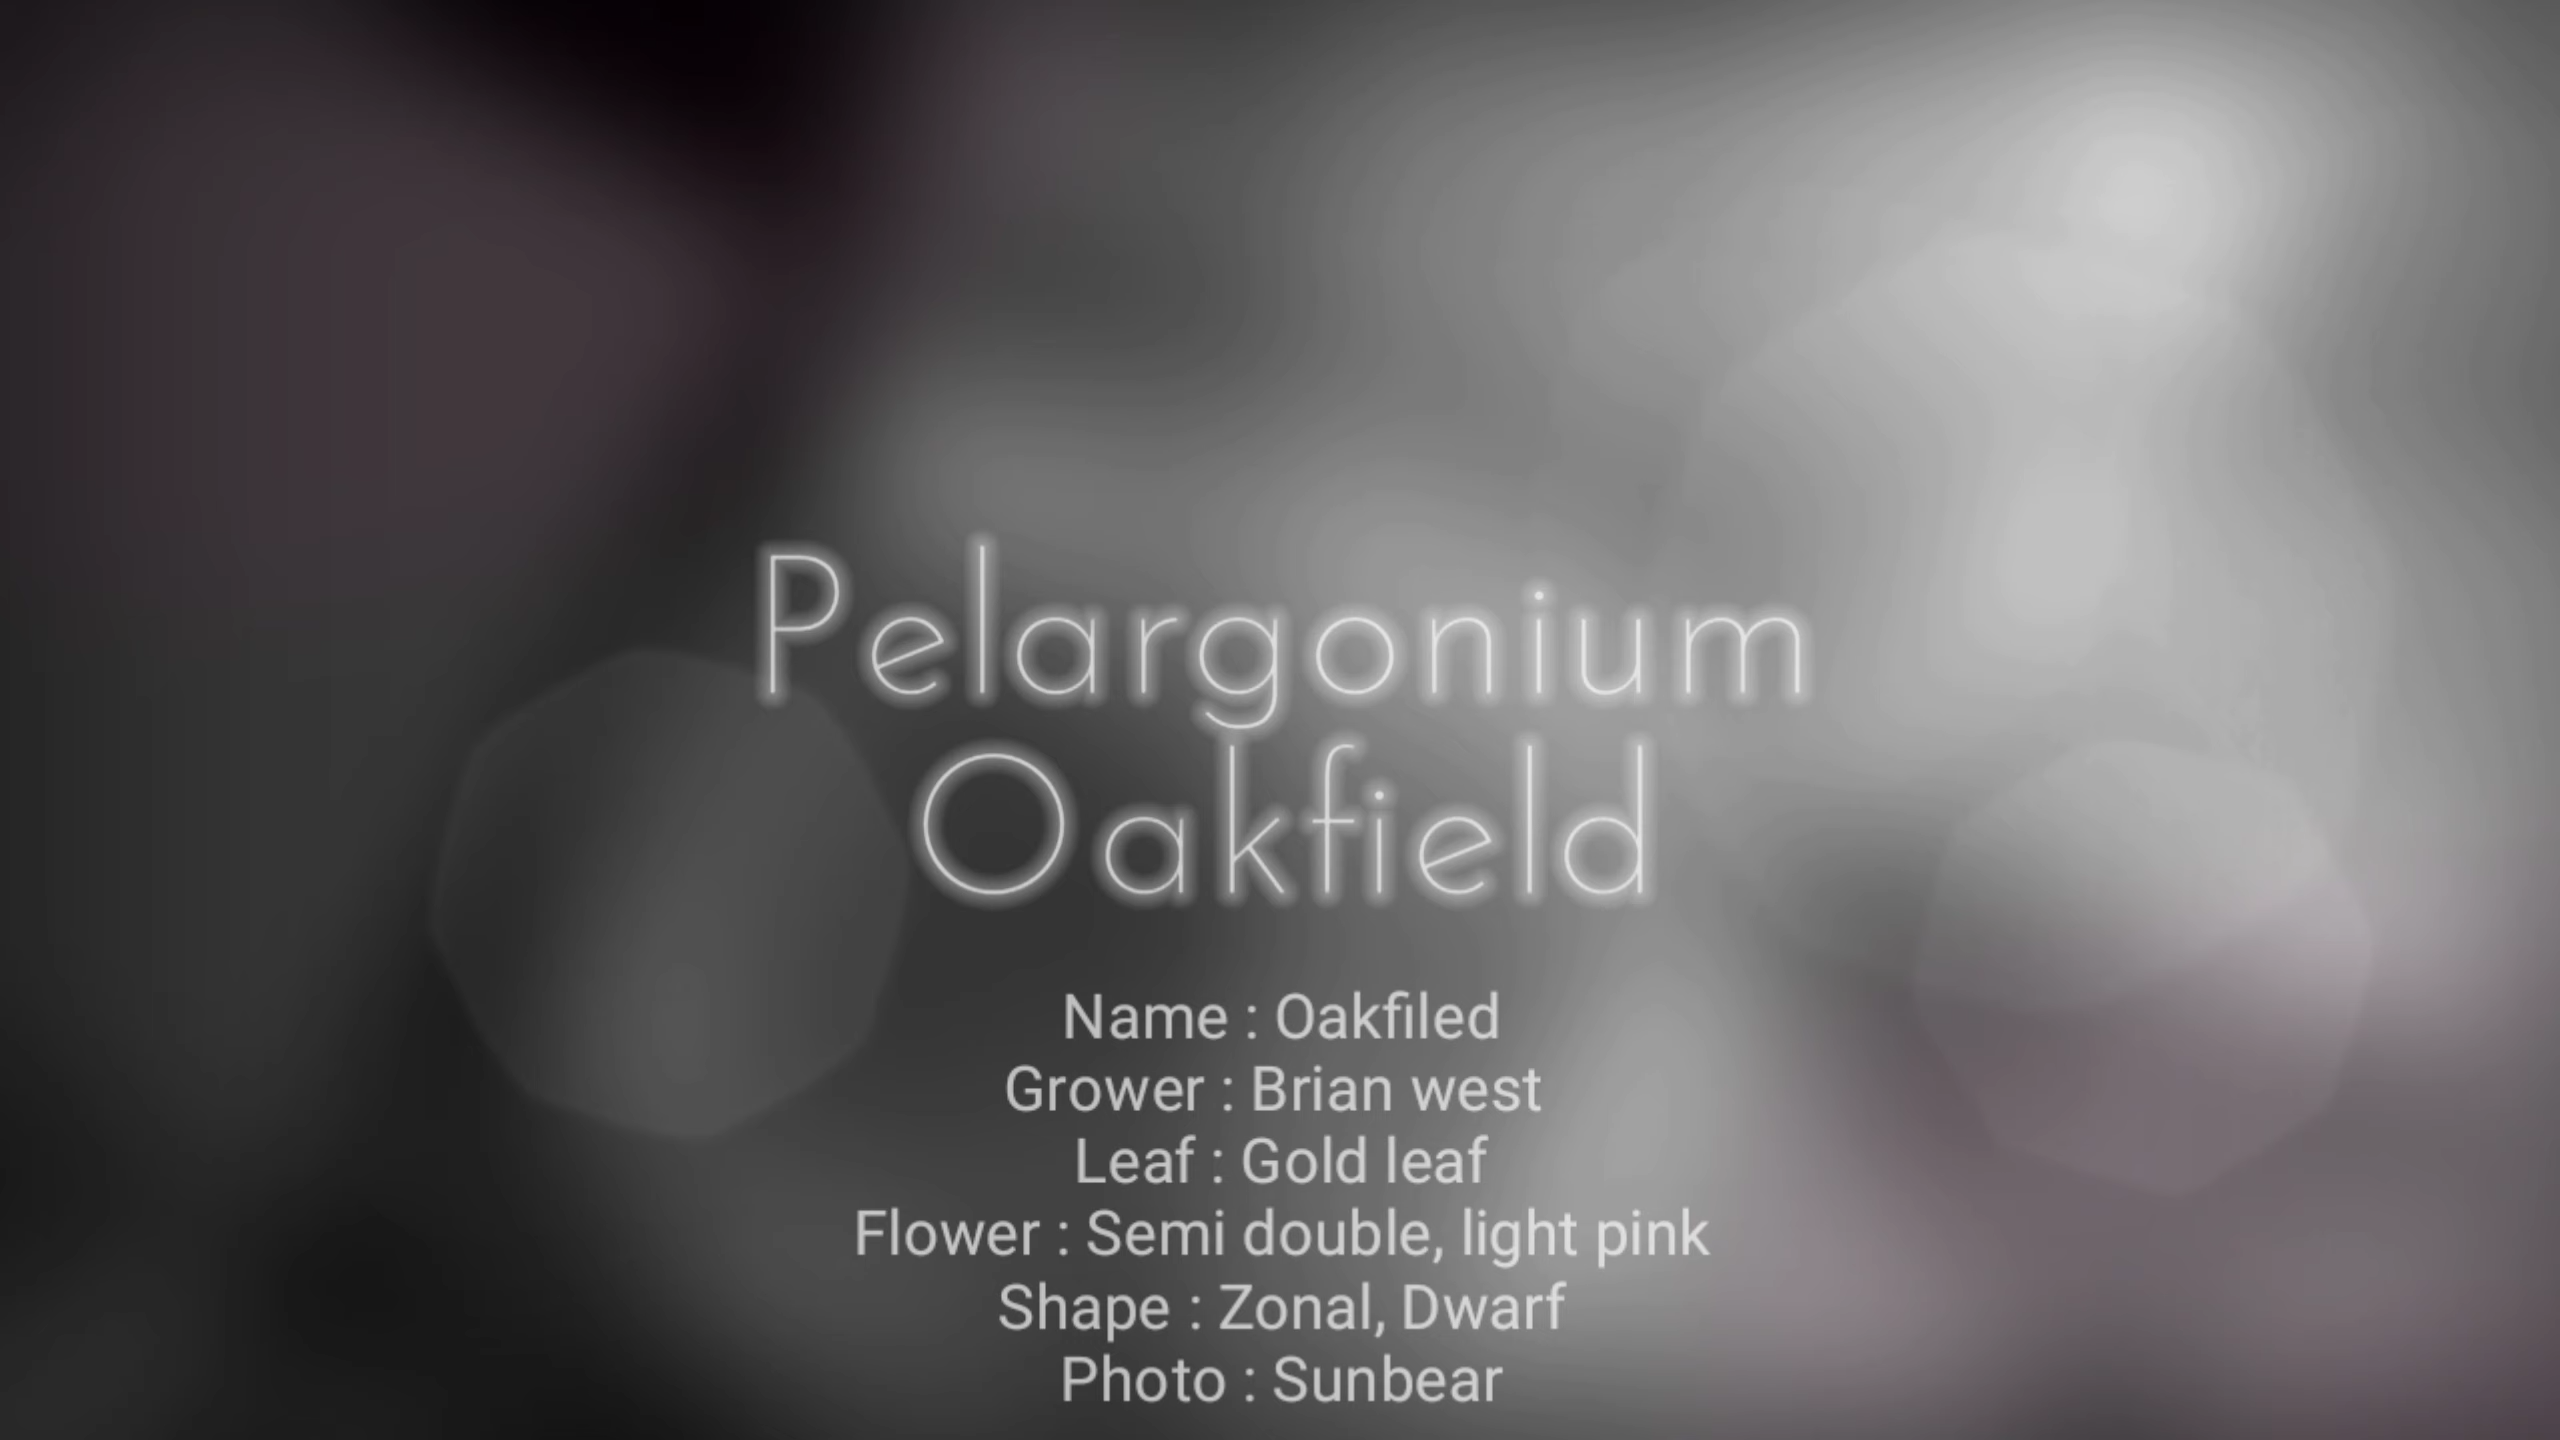 Pelargonium
Oakfield
Name : Oakfiled
Grower : Brian west
Leaf : Gold leaf
Flower : Semi double, light pink
Shape : Zonal, Dwarf
Photo : Sunbear